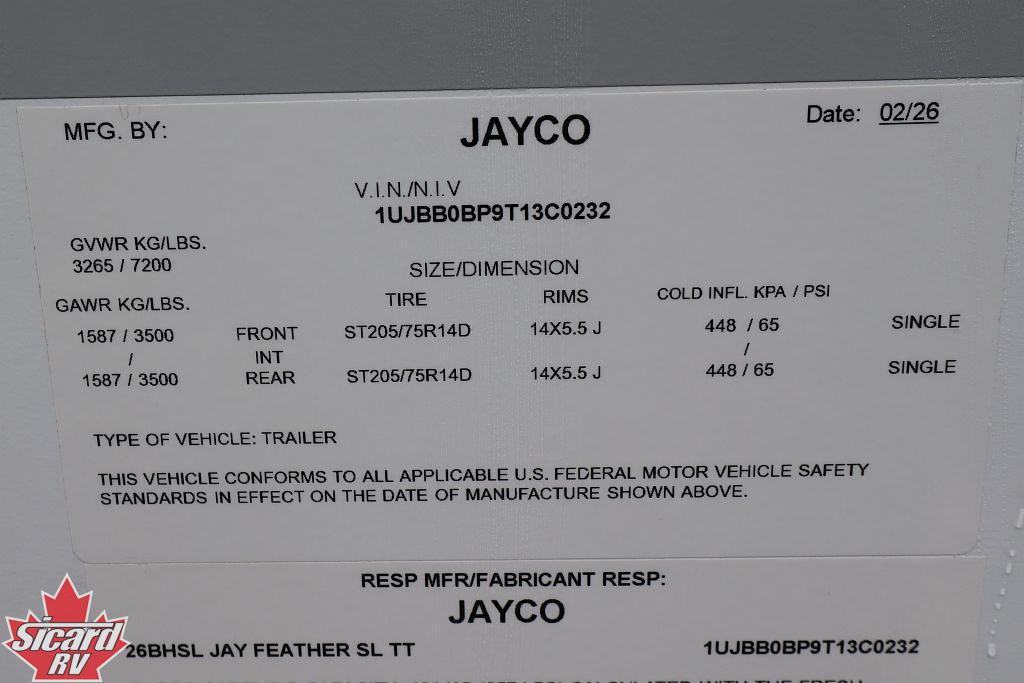 MFG. BY: JAYCO Date: 02/26
V.I.N./N.I.V
1UJBB0BP9T13C0232
GVWR KG/LBS.
3265 / 7200
SIZE/DIMENSION
GAWR KG/LBS. TIRE RIMS COLD INFL. KPA / PSI
1587 / 3500 FRONT ST205/75R14D 14X5.5 J 448 / 65 SINGLE
/ INT /
1587 / 3500 REAR ST205/75R14D 14X5.5 J 448 / 65 SINGLE
TYPE OF VEHICLE: TRAILER
THIS VEHICLE CONFORMS TO ALL APPLICABLE U.S. FEDERAL MOTOR VEHICLE SAFETY
STANDARDS IN EFFECT ON THE DATE OF MANUFACTURE SHOWN ABOVE.
RESP MFR/FABRICANT RESP:
JAYCO
26BHSL JAY FEATHER SL TT 1UJBB0BP9T13C0232
Sicard
RV